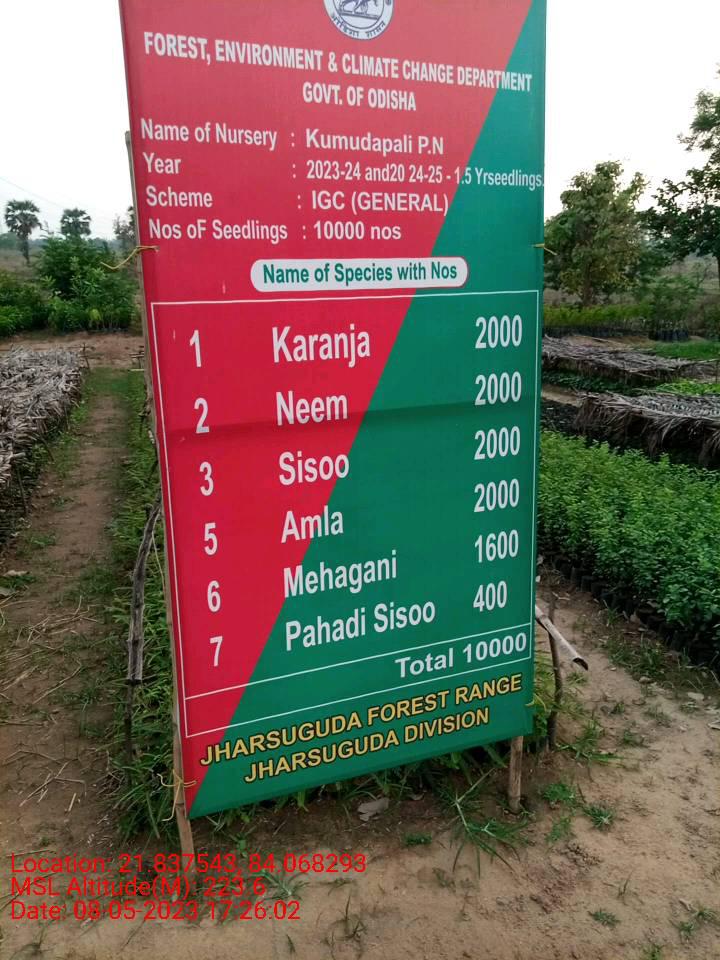 ଓଡ଼ିଶା ଶାସନ
FOREST, ENVIRONMENT & CLIMATE CHANGE DEPARTMENT
GOVT. OF ODISHA
Name of Nursery : Kumudapali P.N
Year : 2023-24 and20 24-25 - 1.5 Yrseedlings.
Scheme : IGC (GENERAL)
Nos oF Seedlings : 10000 nos
Name of Species with Nos
1 Karanja 2000
2 Neem 2000
3 Sisoo 2000
5 Amla 2000
6 Mehagani 1600
7 Pahadi Sisoo 400
Total 10000
JHARSUGUDA FOREST RANGE
JHARSUGUDA DIVISION
Location: 21.837543, 84.068293
MSL Altitude(M): 223.6
Date: 08-05-2023 17:26:02